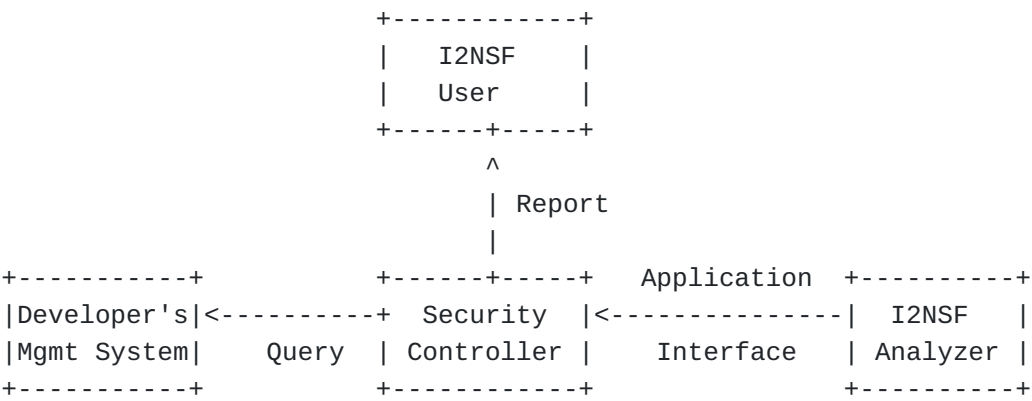 I2NSF
User
Report
Application
Developer's Security I2NSF
Mgmt System Query Controller Interface Analyzer